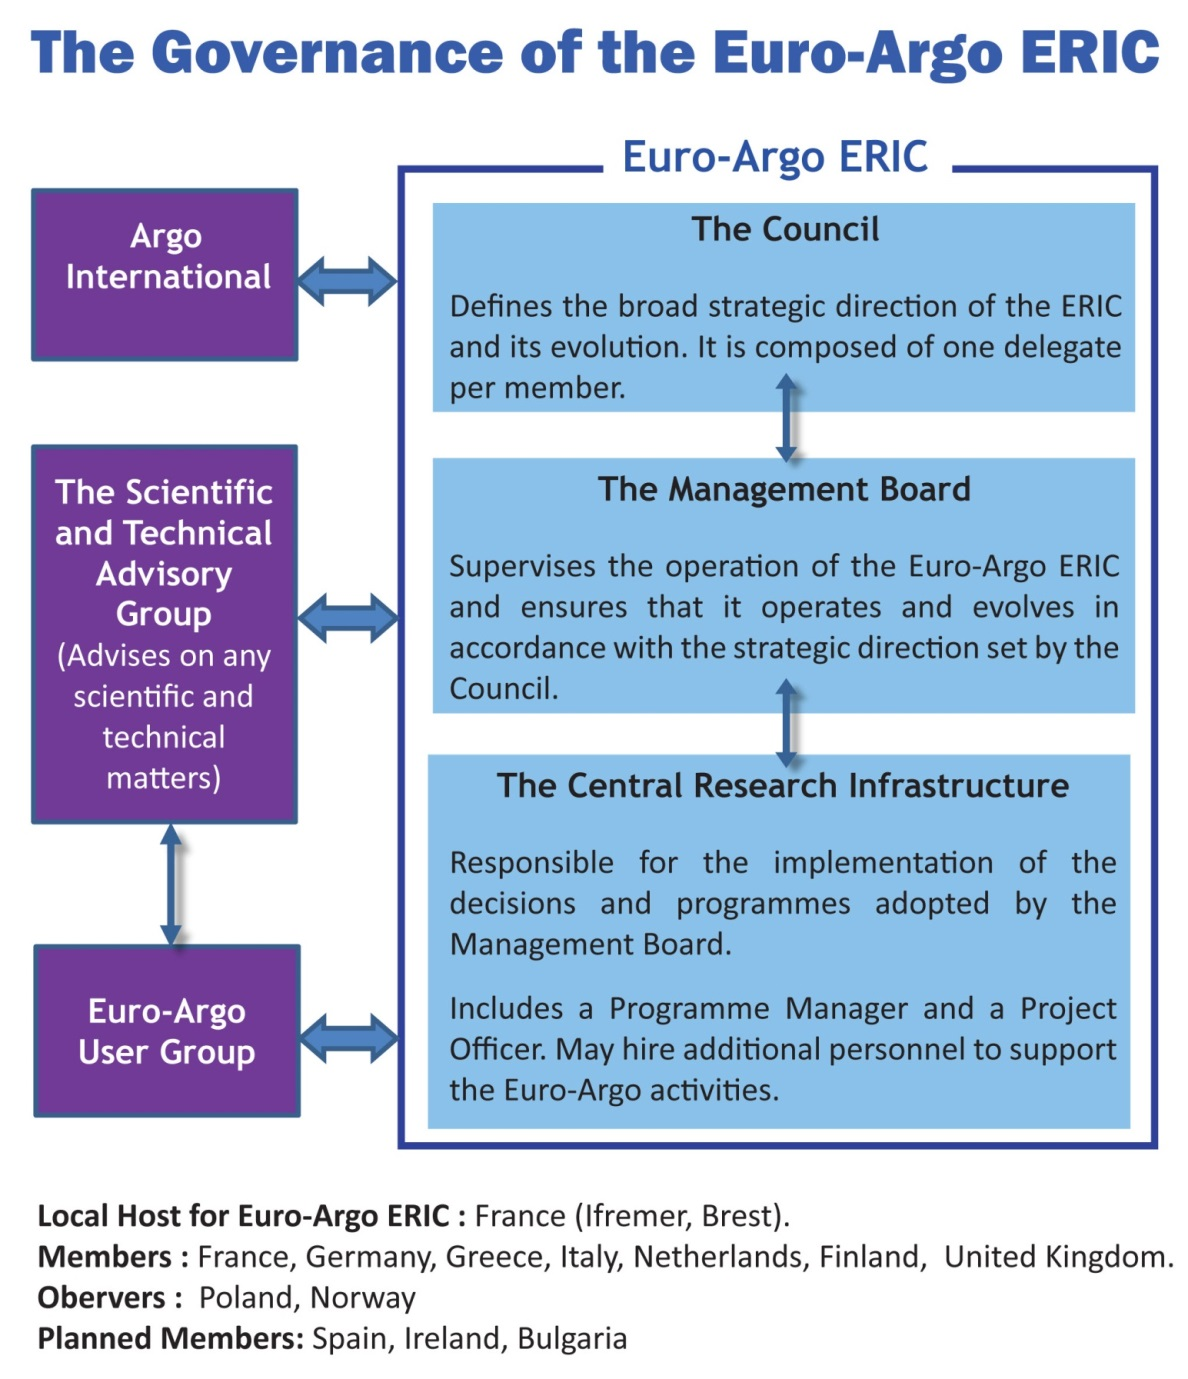 The Governance of the Euro-Argo ERIC
Euro-Argo ERIC
Argo
International
The Council
Defines the broad strategic direction of the ERIC
and its evolution. It is composed of one delegate
per member.
The Scientific
and Technical
Advisory
Group
(Advises on any
scientific and
technical
matters)
The Management Board
Supervises the operation of the Euro-Argo ERIC
and ensures that it operates and evolves in
accordance with the strategic direction set by the
Council.
The Central Research Infrastructure
Responsible for the implementation of the
decisions and programmes adopted by the
Management Board.
Includes a Programme Manager and a Project
Officer. May hire additional personnel to support
the Euro-Argo activities.
Euro-Argo
User Group
Local Host for Euro-Argo ERIC : France (Ifremer, Brest).
Members : France, Germany, Greece, Italy, Netherlands, Finland,  United Kingdom.
Obervers :  Poland, Norway
Planned Members: Spain, Ireland, Bulgaria